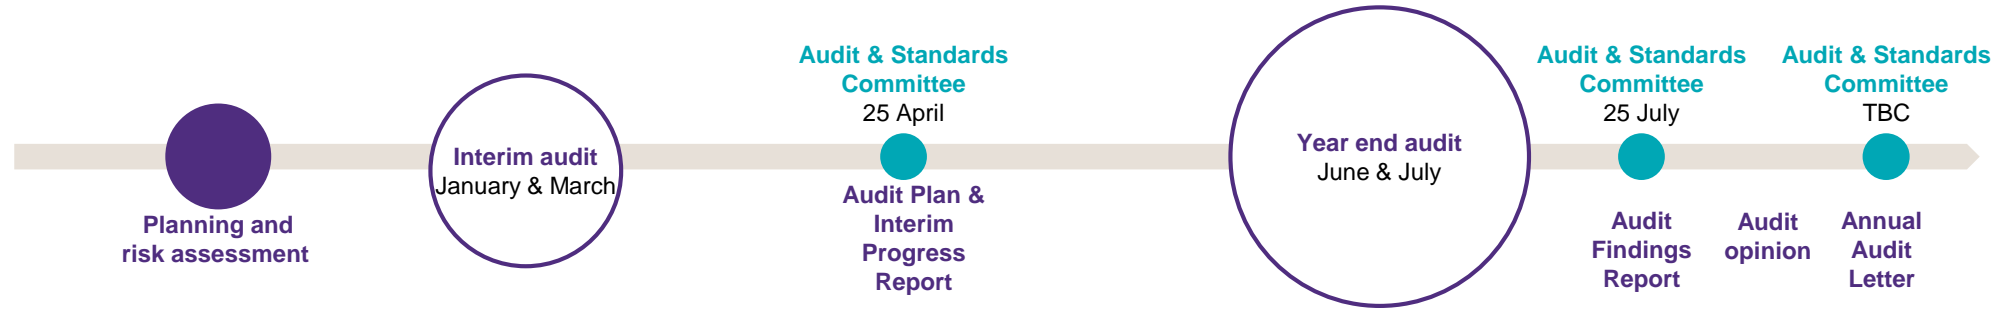 Planning and
risk assessment
Interim audit
January & March
Audit & Standards
Committee
25 April
Audit Plan &
Interim
Progress
Report
Year end audit
June & July
Audit & Standards
Committee
25 July
Audit
Findings
Report
Audit
opinion
Audit & Standards
Committee
TBC
Annual
Audit
Letter